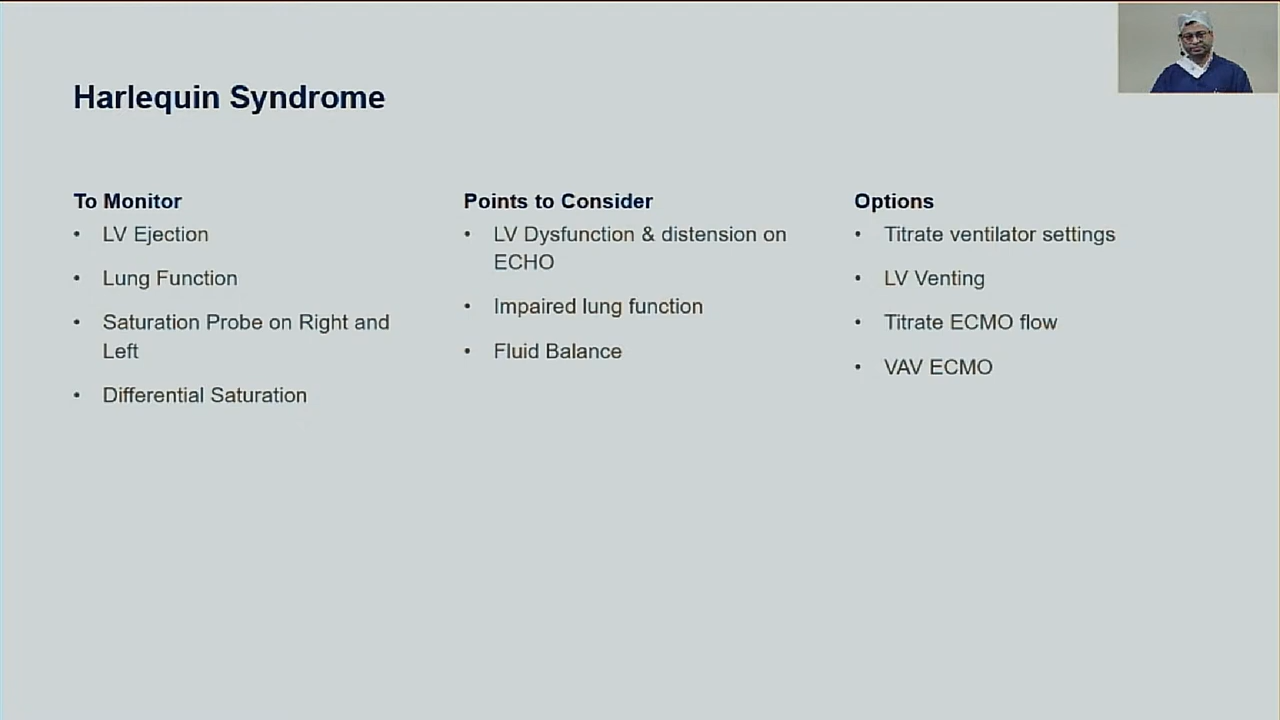 Harlequin Syndrome
To Monitor
• LV Ejection
• Lung Function
• Saturation Probe on Right and
Left
• Differential Saturation
Points to Consider
• LV Dysfunction & distension on
ECHO
• Impaired lung function
• Fluid Balance
Options
• Titrate ventilator settings
• LV Venting
• Titrate ECMO flow
• VAV ECMO